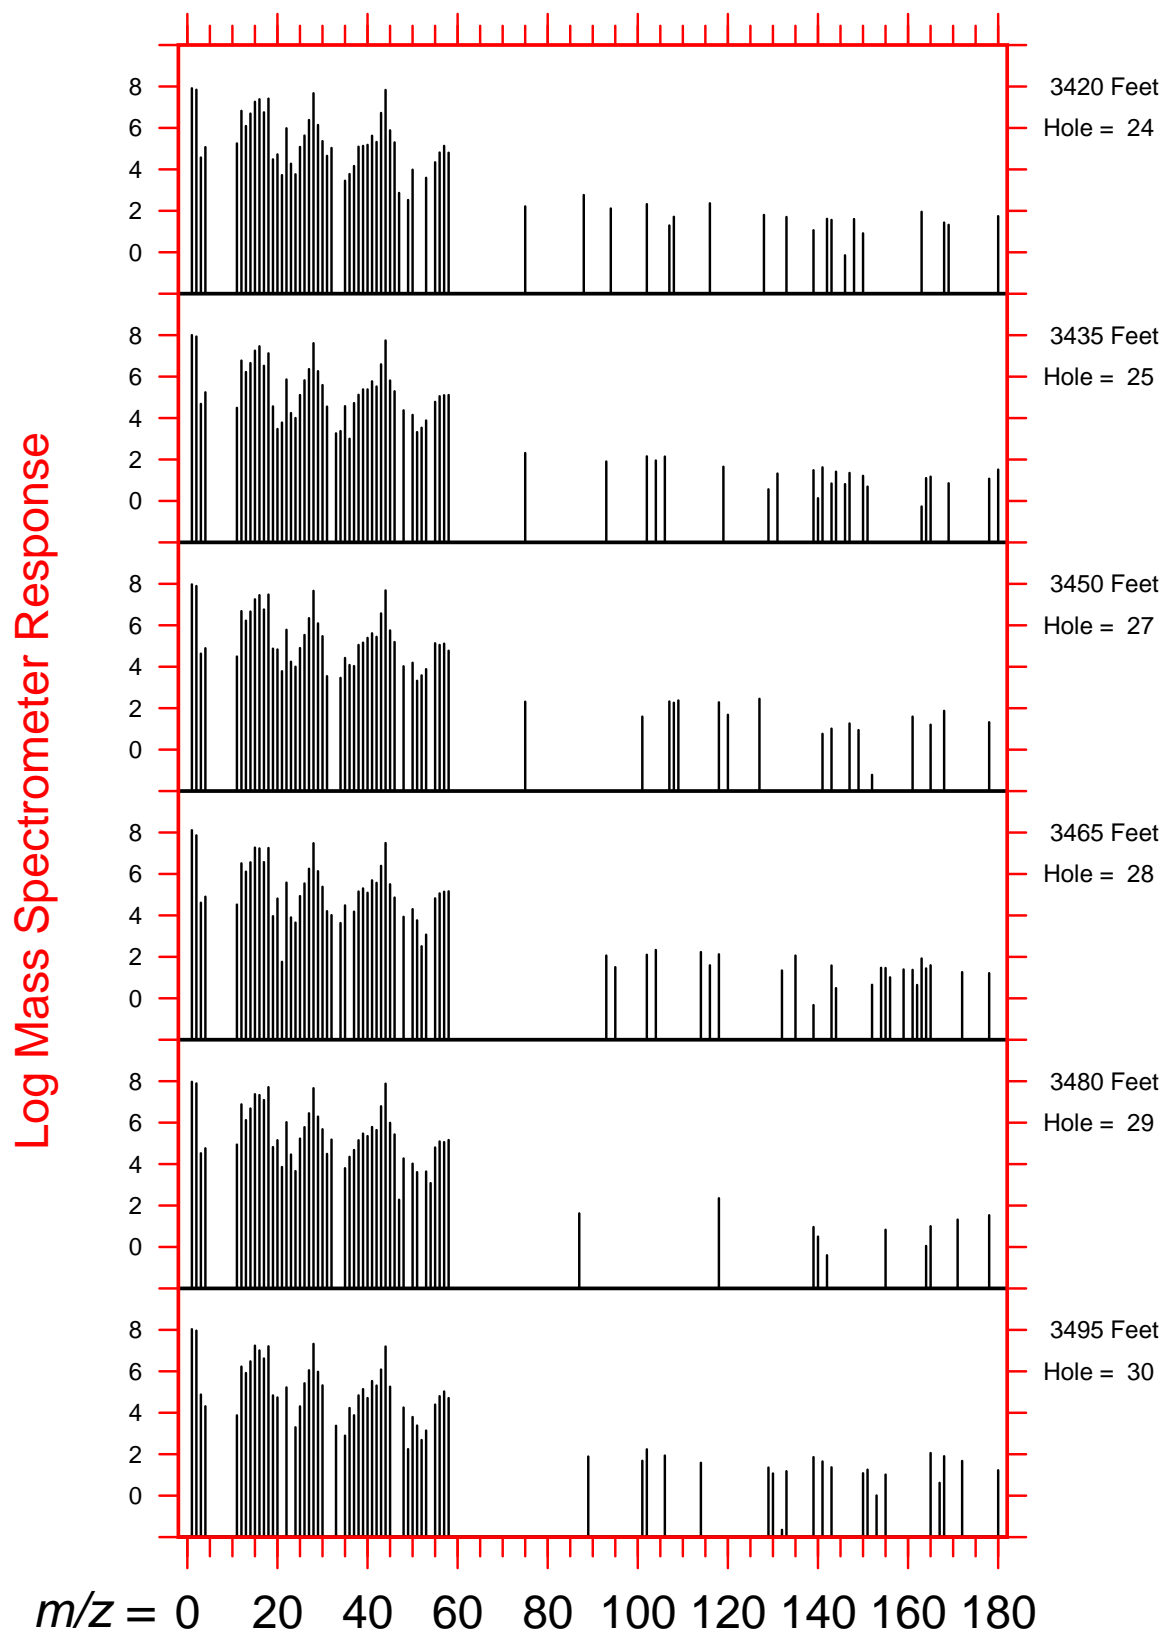 8
6
4
2
0
3420 Feet
Hole = 24
8
6
4
2
0
3435 Feet
Hole = 25
8
6
4
2
0
3450 Feet
Hole = 27
8
6
4
2
0
3465 Feet
Hole = 28
8
6
4
2
0
3480 Feet
Hole = 29
8
6
4
2
0
3495 Feet
Hole = 30
Log Mass Spectrometer Response
m/z = 0 20 40 60 80 100 120 140 160 180